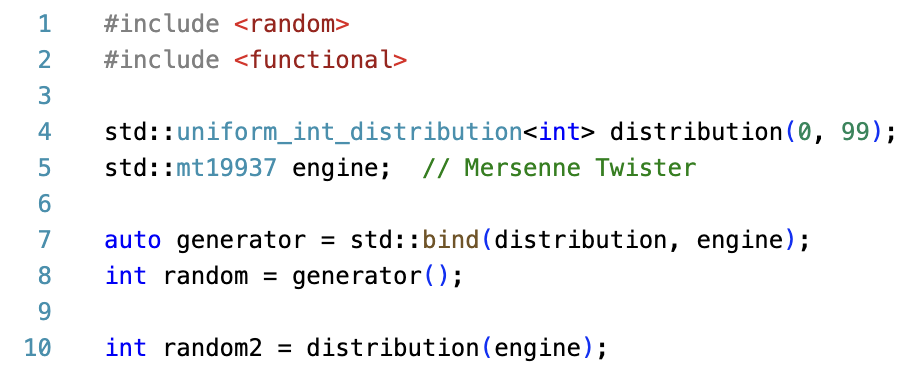 1 #include <random>
2 #include <functional>
3
4 std::uniform_int_distribution<int> distribution(0, 99);
5 std::mt19937 engine;  // Mersenne Twister
6
7 auto generator = std::bind(distribution, engine);
8 int random = generator();
9
10 int random2 = distribution(engine);